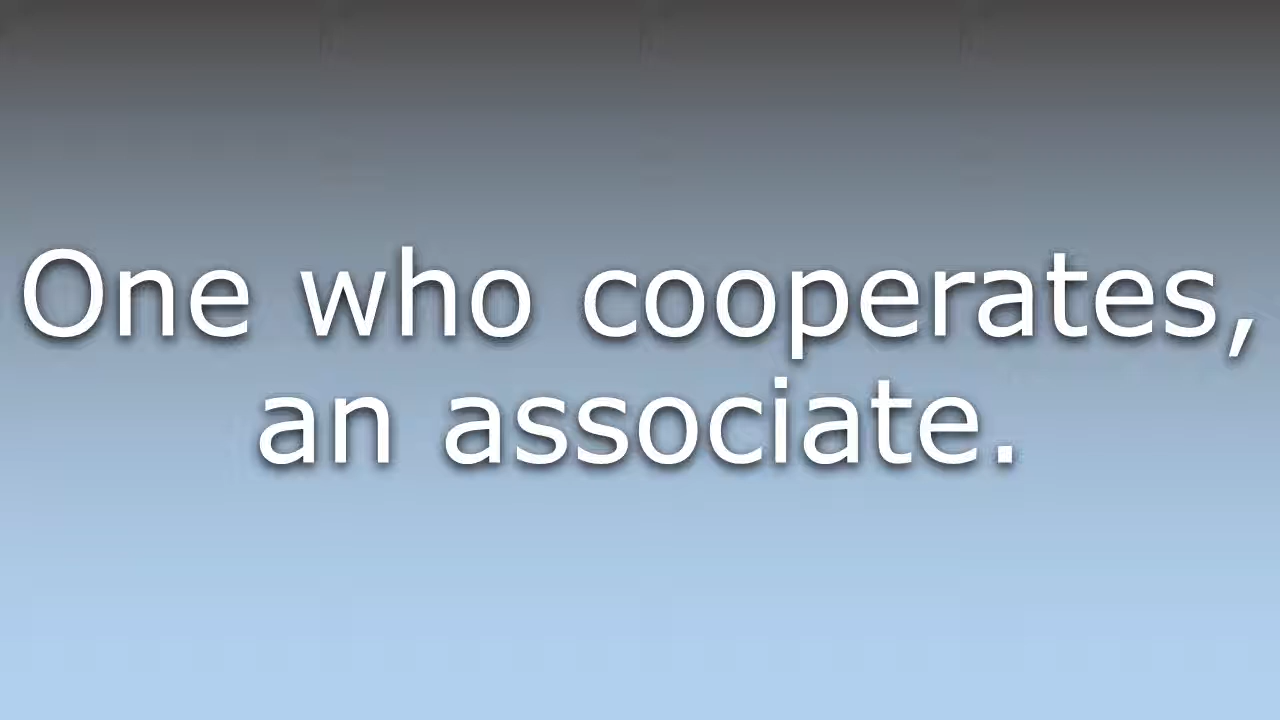 One who cooperates,
an associate.